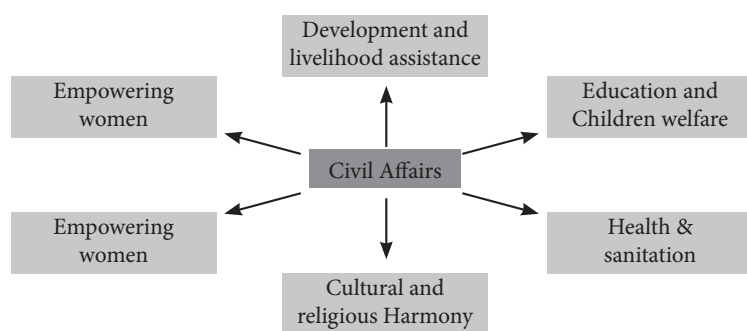 Development and
livelihood assistance
Empowering
women
Education and
Children welfare
Civil Affairs
Empowering
women
Health &
sanitation
Cultural and
religious Harmony